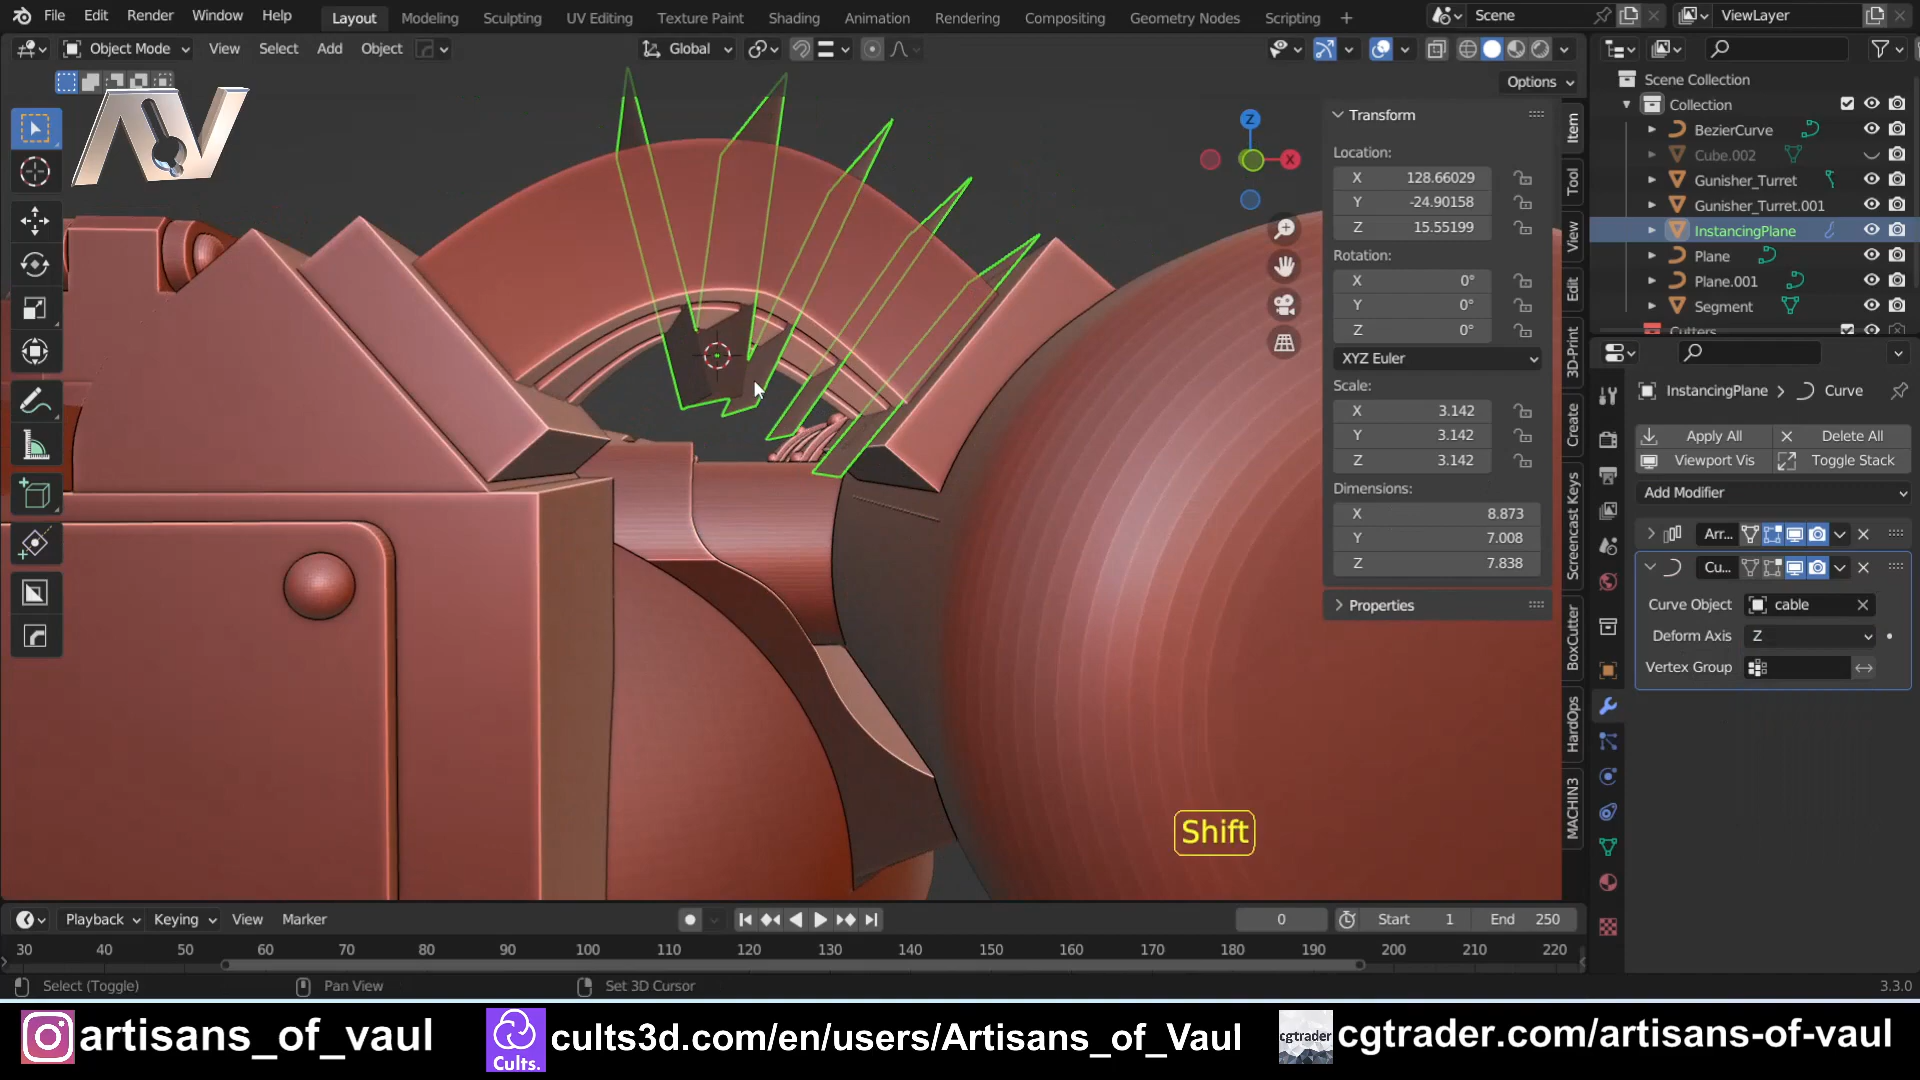 File Edit Render Window Help Layout Modeling Sculpting UV Editing Texture Paint Shading Animation Rendering Compositing Geometry Nodes Scripting + Scene ViewLayer
Object Mode View Select Add Object Global
Options
Scene Collection
Collection
BezierCurve
Cube.002
Gunisher_Turret
Gunisher_Turret.001
InstancingPlane
Plane
Plane.001
Segment
Transform
Location:
X 128.66029
Y -24.90158
Z 15.55199
Rotation:
X 0°
Y 0°
Z 0°
XYZ Euler
Scale:
X 3.142
Y 3.142
Z 3.142
Dimensions:
X 8.873
Y 7.008
Z 7.838
Properties
Item
Tool
View
Edit
3D-Print
Create
Screencast Keys
BoxCutter
HardOps
MACHIN3
Z
X
InstancingPlane > Curve
Apply All Delete All
Viewport Vis Toggle Stack
Add Modifier
Arr...
Cu...
Curve Object cable
Deform Axis Z
Vertex Group
Shift
Playback Keying View Marker 0 Start 1 End 250
30 40 50 60 70 80 90 100 110 120 130 140 150 160 170 180 190 200 210 220
Select (Toggle) Pan View Set 3D Cursor 3.3.0
artisans_of_vaul Cults. cults3d.com/en/users/Artisans_of_Vaul cgtrader cgtrader.com/artisans-of-vaul